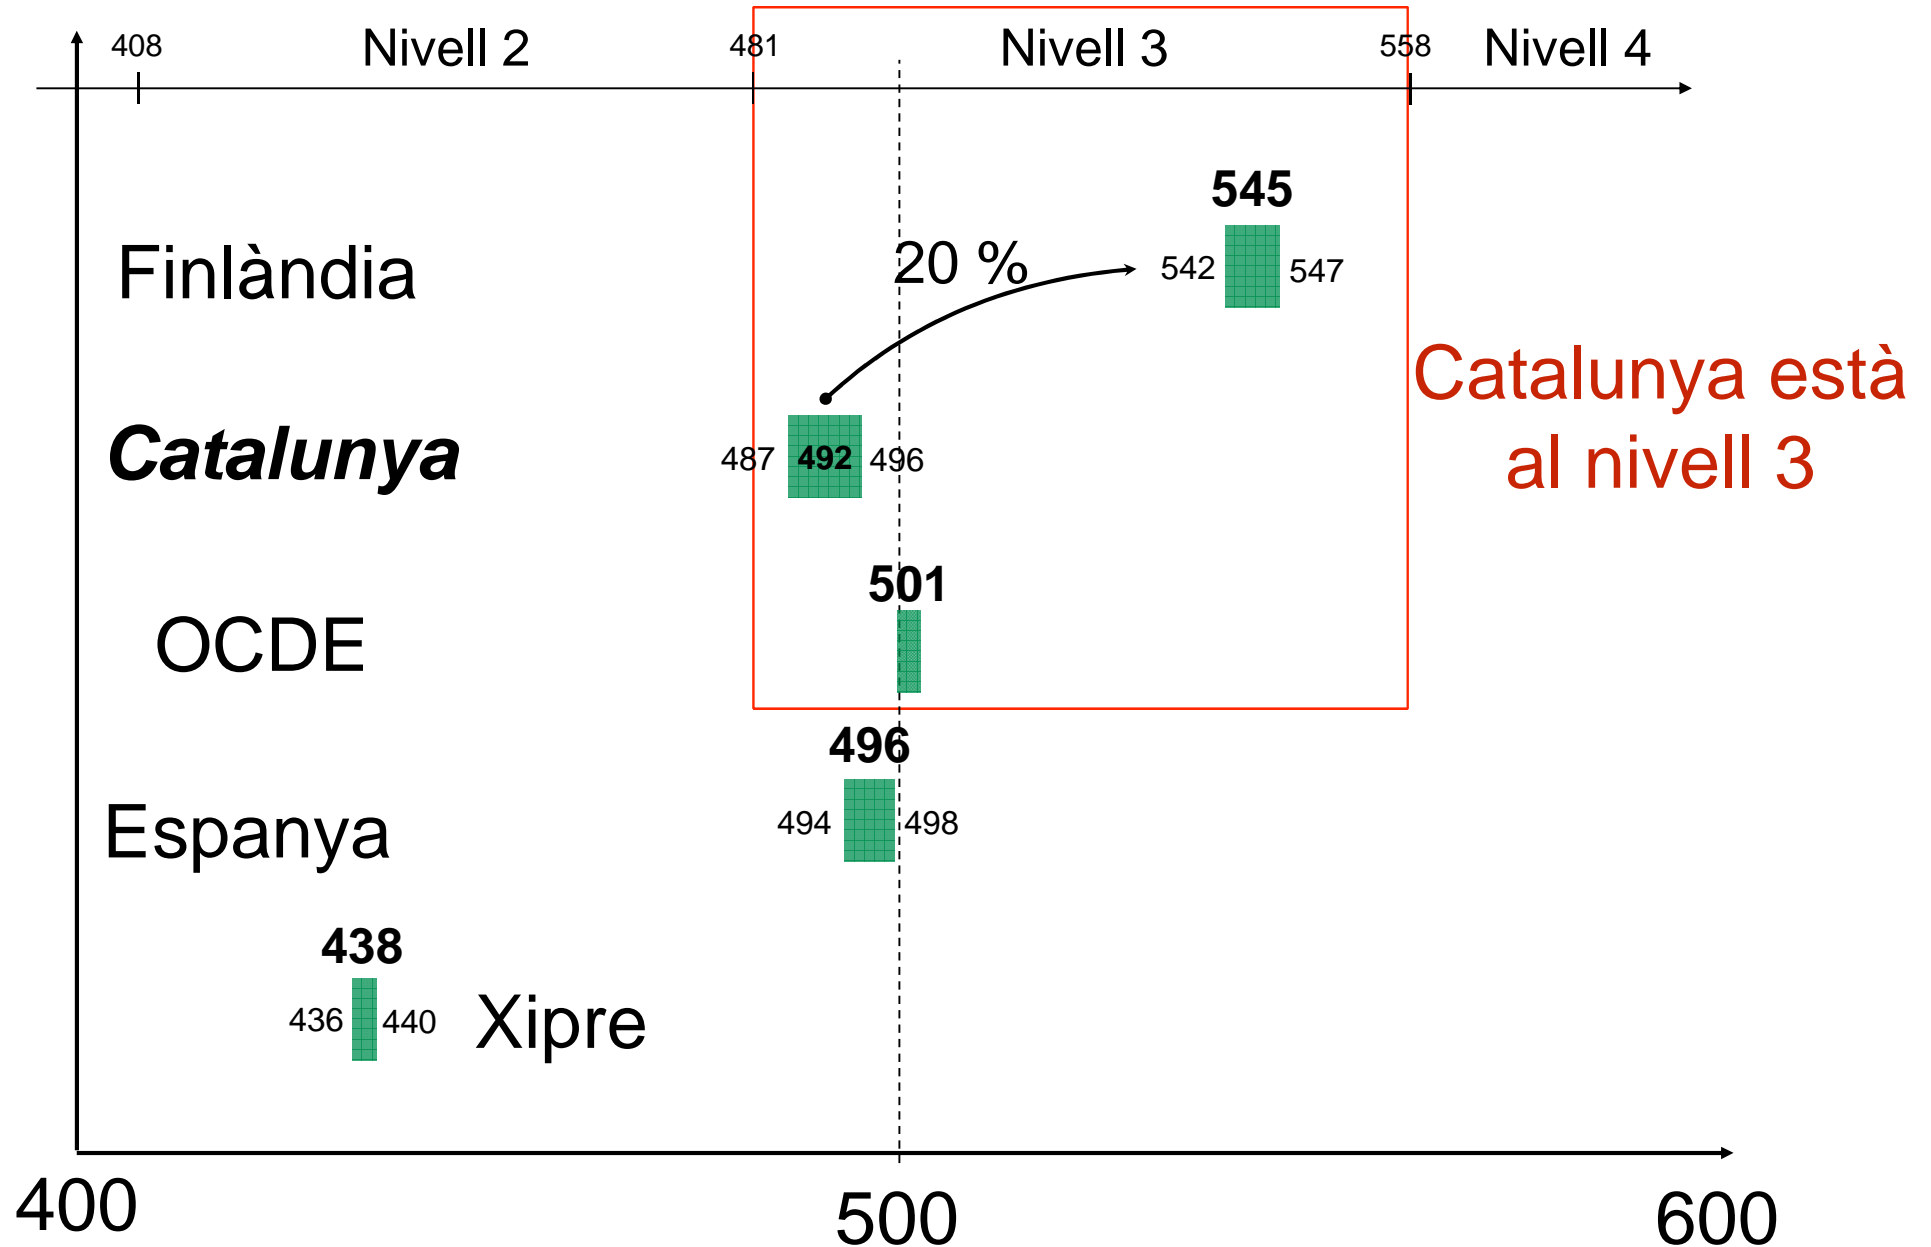 408 Nivell 2 481 Nivell 3 558 Nivell 4
545
Finlàndia 20 % 542 547
Catalunya està
al nivell 3
Catalunya 487 492 496
501
OCDE
496
Espanya 494 498
438
436 440 Xipre
400 500 600